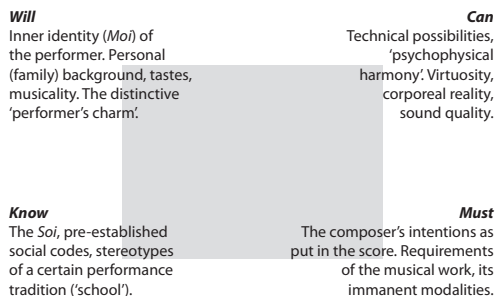 Will
Inner identity (Moi) of
the performer. Personal
(family) background, tastes,
musicality. The distinctive
‘performer’s charm’.
Can
Technical possibilities,
‘psychophysical
harmony’. Virtuosity,
corporeal reality,
sound quality.
Know
The Soi, pre-established
social codes, stereotypes
of a certain performance
tradition (‘school’).
Must
The composer’s intentions as
put in the score. Requirements
of the musical work, its
immanent modalities.